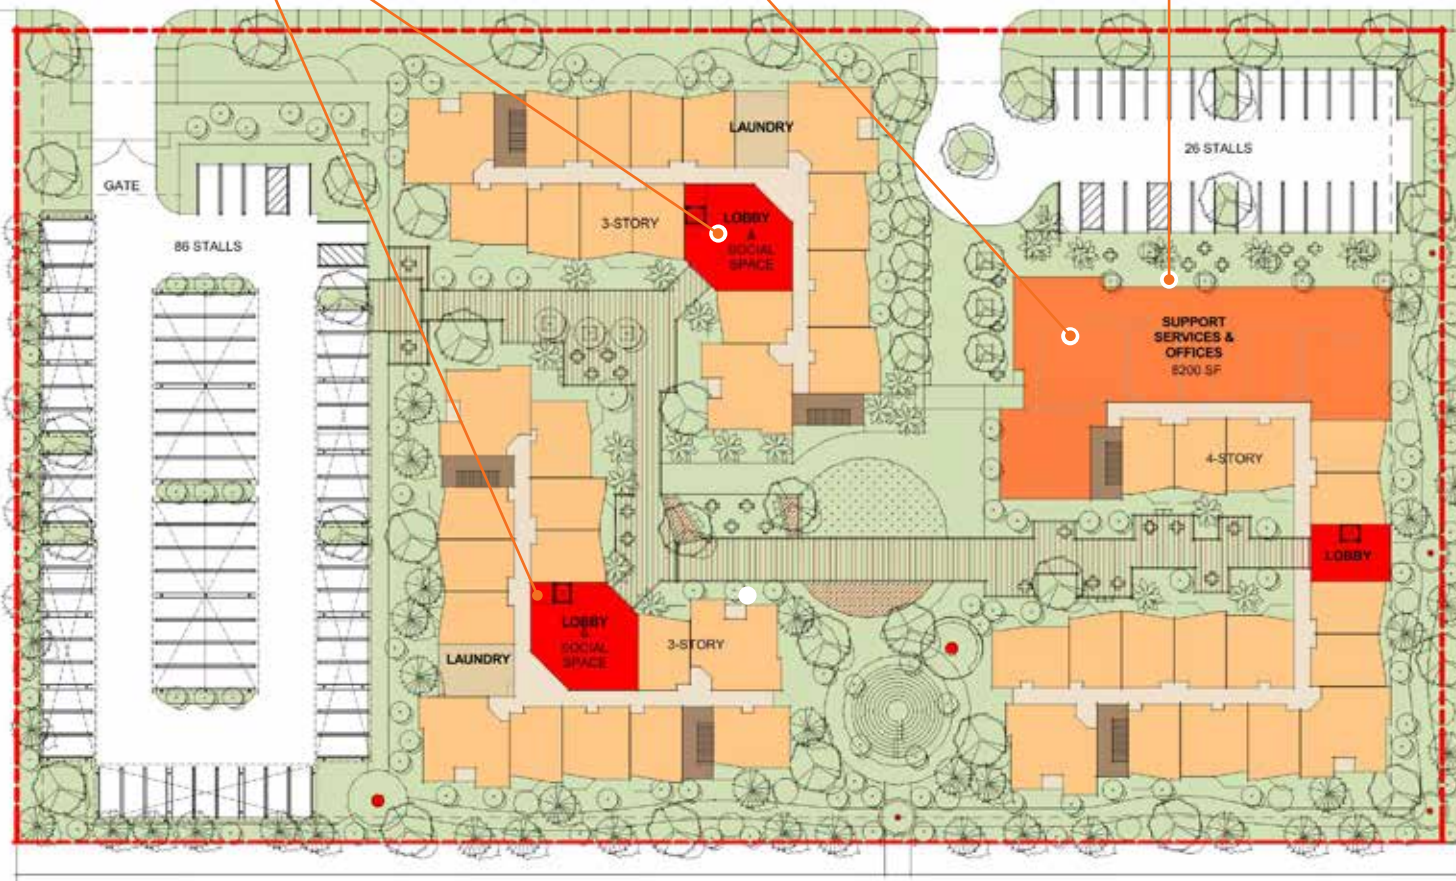 LAUNDRY
26 STALLS
GATE
3-STORY
LOBBY
&
SOCIAL
SPACE
86 STALLS
SUPPORT
SERVICES &
OFFICES
8200 SF
4-STORY
LOBBY
LOBBY
&
SOCIAL
SPACE
3-STORY
LAUNDRY